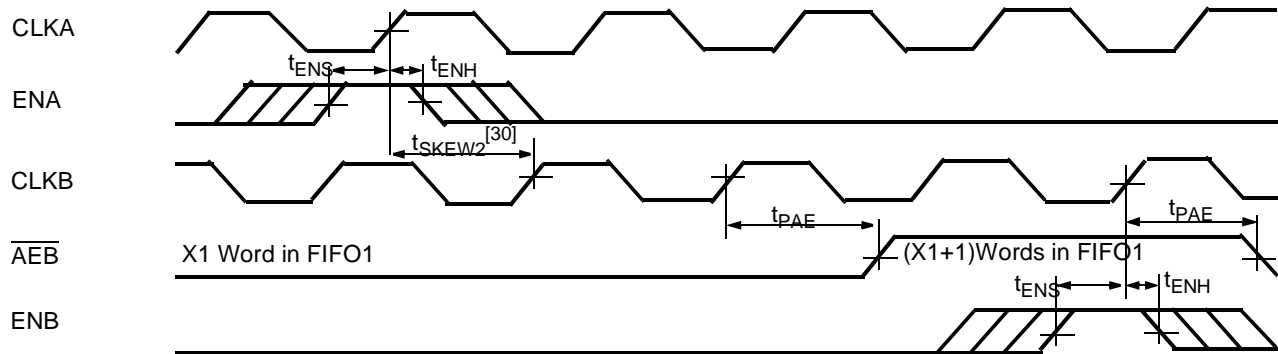 CLKA
tENS
tENH
ENA
tSKEW2[30]
CLKB
tPAE
tPAE
AEB
X1 Word in FIFO1
(X1+1)Words in FIFO1
tENS
tENH
ENB